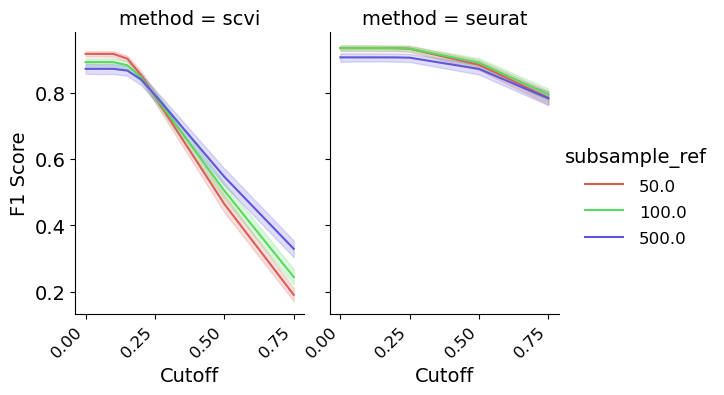 method = scvi
method = seurat
F1 Score
0.8
0.6
0.4
0.2
0.00
0.25
0.50
0.75
Cutoff
0.00
0.25
0.50
0.75
Cutoff
subsample_ref
50.0
100.0
500.0